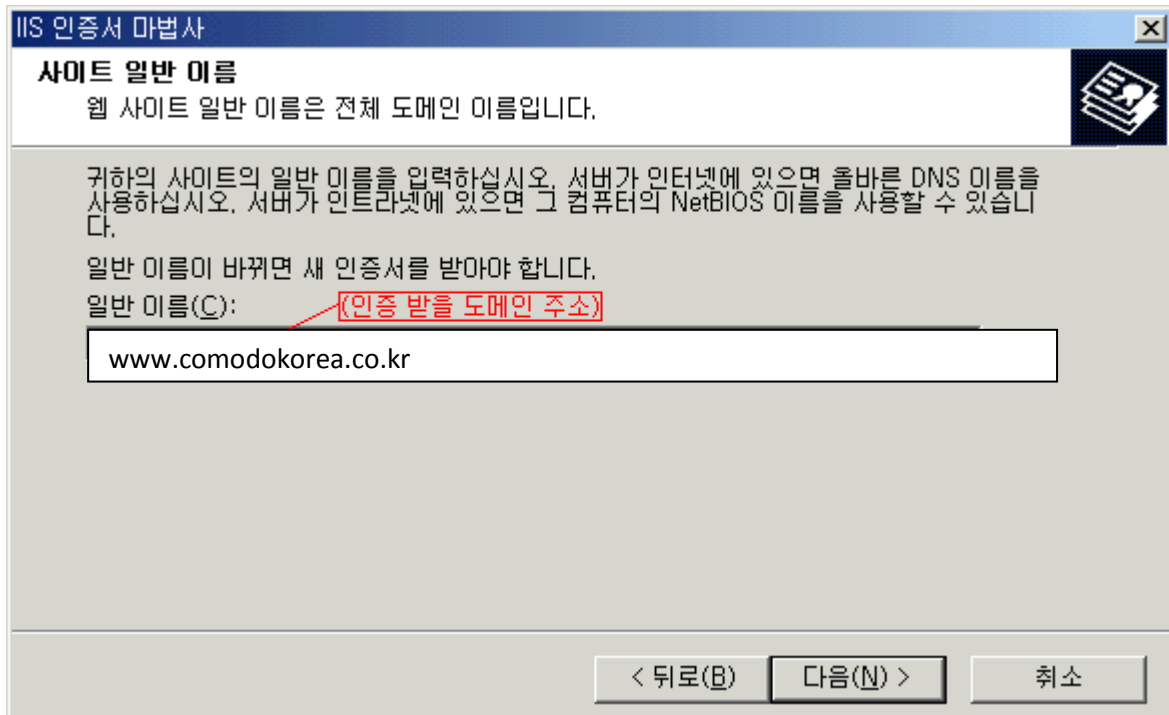 IIS 인증서 마법사
사이트 일반 이름
웹 사이트 일반 이름은 전체 도메인 이름입니다.
귀하의 사이트의 일반 이름을 입력하십시오. 서버가 인터넷에 있으면 올바른 DNS 이름을
사용하십시오. 서버가 인트라넷에 있으면 그 컴퓨터의 NetBIOS 이름을 사용할 수 있습니
다.
일반 이름이 바뀌면 새 인증서를 받아야 합니다.
일반 이름(C): (인증 받을 도메인 주소)
www.comodokorea.co.kr
< 뒤로(B) 다음(N) > 취소